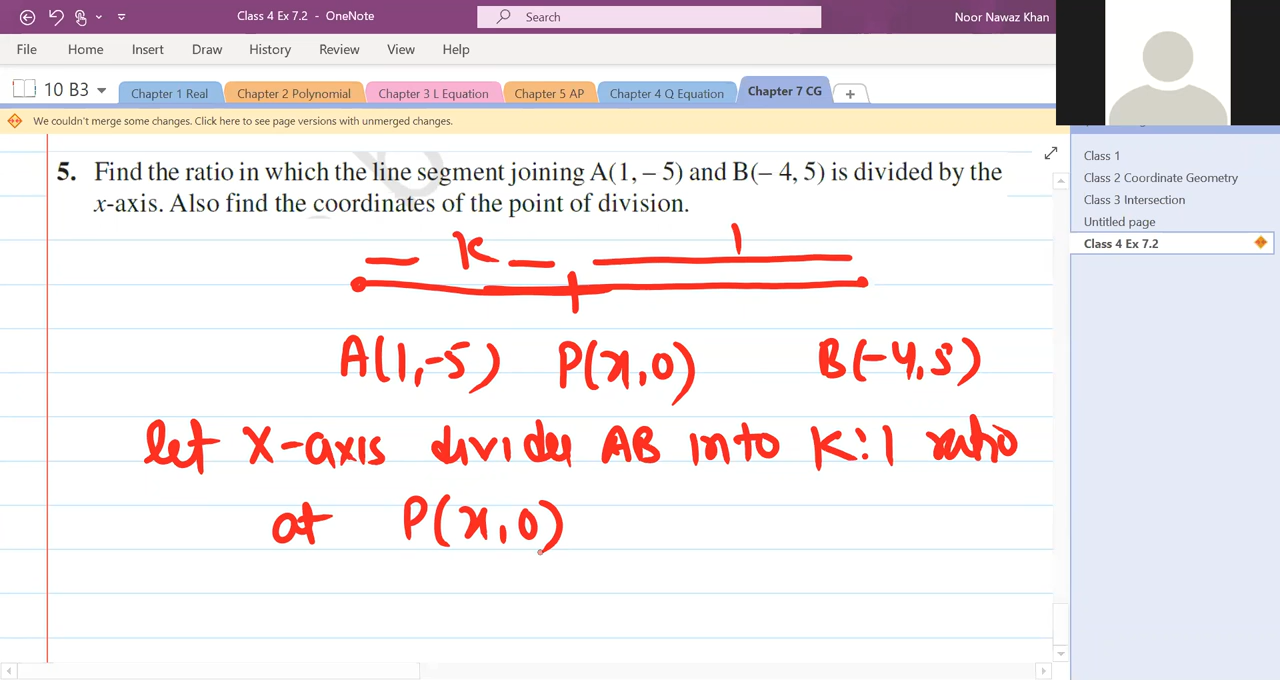 Class 4 Ex 7.2 - OneNote
Search
Noor Nawaz Khan
File Home Insert Draw History Review View Help
10 B3
Chapter 1 Real
Chapter 2 Polynomial
Chapter 3 L Equation
Chapter 5 AP
Chapter 4 Q Equation
Chapter 7 CG
We couldn't merge some changes. Click here to see page versions with unmerged changes.
Class 1
Class 2 Coordinate Geometry
Class 3 Intersection
Untitled page
Class 4 Ex 7.2
5. Find the ratio in which the line segment joining A(1, – 5) and B(– 4, 5) is divided by the
x-axis. Also find the coordinates of the point of division.
K 1
A(1,-5) P(x,0) B(-4,5)
let X-axis divides AB into K:1 ratio
at P(x,0)